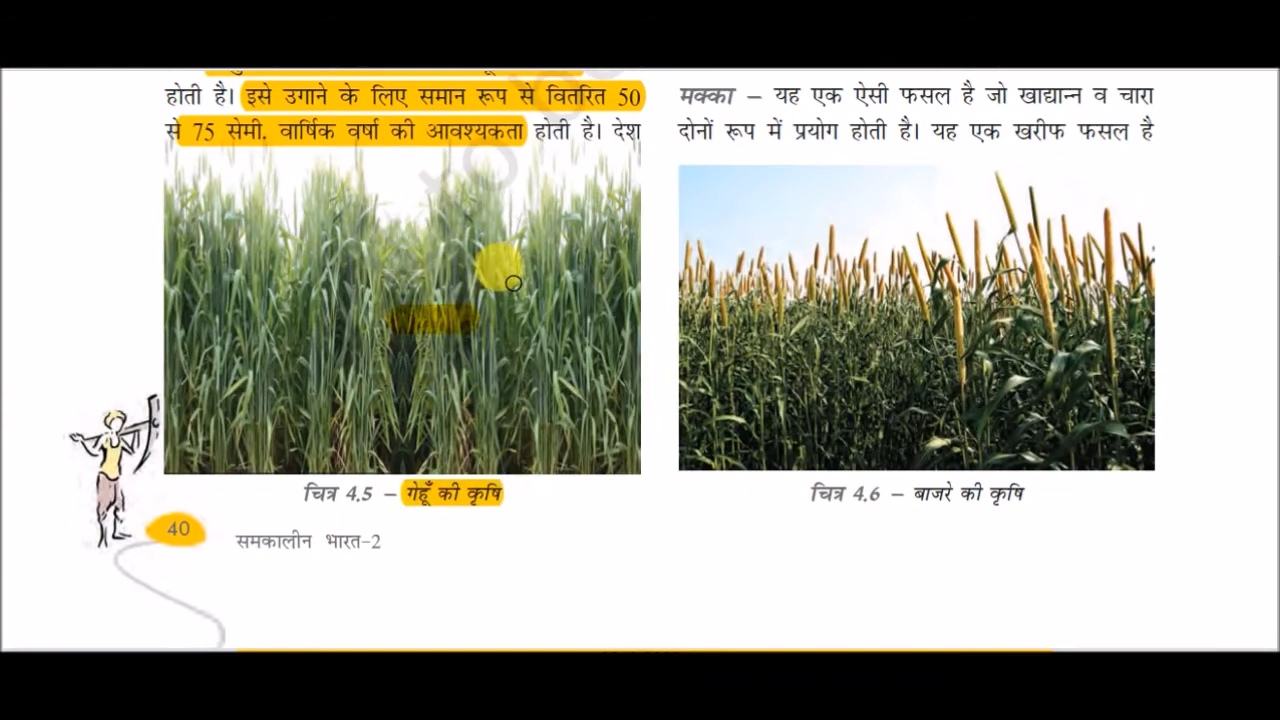 होती है। इसे उगाने के लिए समान रूप से वितरित 50
से 75 सेमी. वार्षिक वर्षा की आवश्यकता होती है। देश
चित्र 4.5 – गेहूँ की कृषि
मक्का – यह एक ऐसी फसल है जो खाद्यान्न व चारा
दोनों रूप में प्रयोग होती है। यह एक खरीफ फसल है
चित्र 4.6 – बाजरे की कृषि
40
समकालीन भारत-2